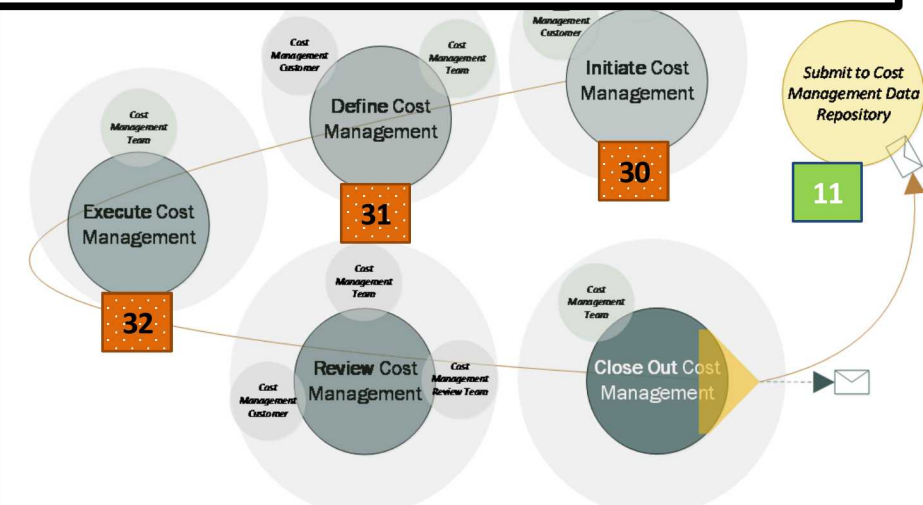 Management
Customer
Cost
Management
Customer
Cost
Management
Team
Initiate Cost
Management
Submit to Cost
Management Data
Repository
Define Cost
Management
Cost
Management
Team
30
11
31
Execute Cost
Management
Cost
Management
Team
32
Cost
Management
Team
Review Cost
Management
Cost
Management
Customer
Cost
Management
Review Team
Close Out Cost
Management